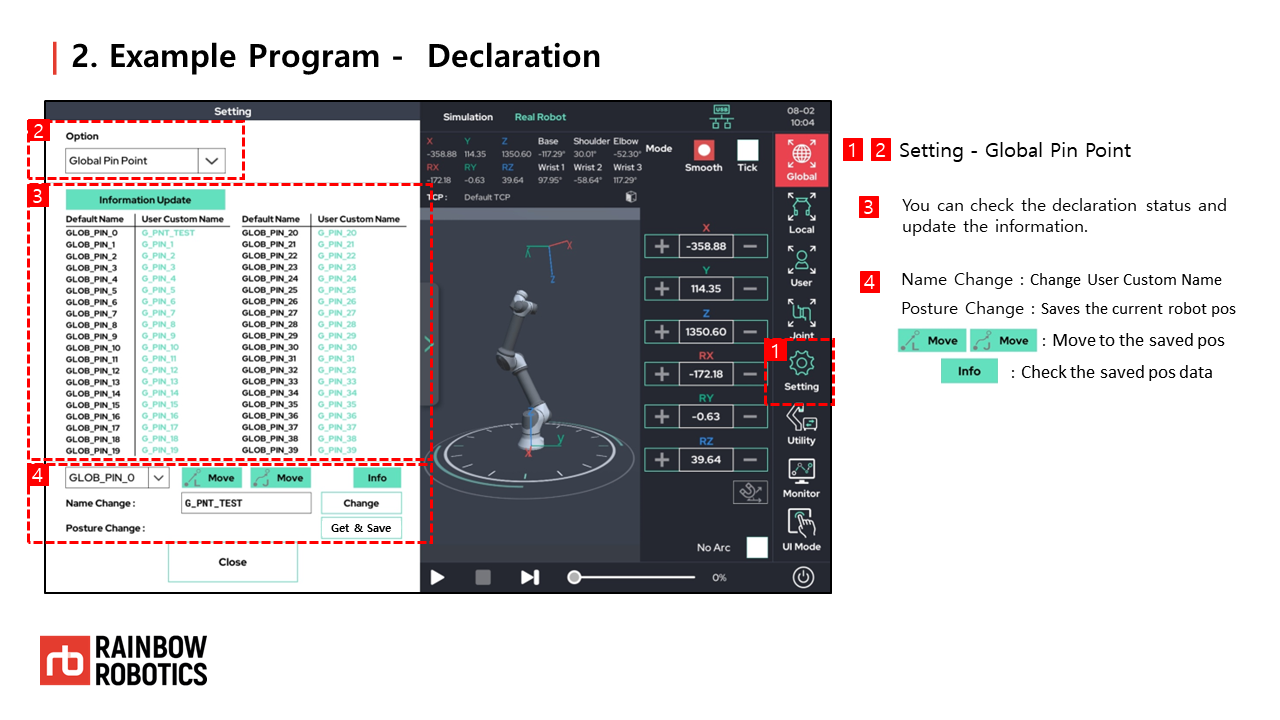 2. Example Program - Declaration
Setting
2
Option
Global Pin Point
3
Information Update
Default Name User Custom Name Default Name User Custom Name
GLOB_PIN_0 G_PNT_TEST GLOB_PIN_20 G_PIN_20
GLOB_PIN_1 G_PIN_1 GLOB_PIN_21 G_PIN_21
GLOB_PIN_2 G_PIN_2 GLOB_PIN_22 G_PIN_22
GLOB_PIN_3 G_PIN_3 GLOB_PIN_23 G_PIN_23
GLOB_PIN_4 G_PIN_4 GLOB_PIN_24 G_PIN_24
GLOB_PIN_5 G_PIN_5 GLOB_PIN_25 G_PIN_25
GLOB_PIN_6 G_PIN_6 GLOB_PIN_26 G_PIN_26
GLOB_PIN_7 G_PIN_7 GLOB_PIN_27 G_PIN_27
GLOB_PIN_8 G_PIN_8 GLOB_PIN_28 G_PIN_28
GLOB_PIN_9 G_PIN_9 GLOB_PIN_29 G_PIN_29
GLOB_PIN_10 G_PIN_10 GLOB_PIN_30 G_PIN_30
GLOB_PIN_11 G_PIN_11 GLOB_PIN_31 G_PIN_31
GLOB_PIN_12 G_PIN_12 GLOB_PIN_32 G_PIN_32
GLOB_PIN_13 G_PIN_13 GLOB_PIN_33 G_PIN_33
GLOB_PIN_14 G_PIN_14 GLOB_PIN_34 G_PIN_34
GLOB_PIN_15 G_PIN_15 GLOB_PIN_35 G_PIN_35
GLOB_PIN_16 G_PIN_16 GLOB_PIN_36 G_PIN_36
GLOB_PIN_17 G_PIN_17 GLOB_PIN_37 G_PIN_37
GLOB_PIN_18 G_PIN_18 GLOB_PIN_38 G_PIN_38
GLOB_PIN_19 G_PIN_19 GLOB_PIN_39 G_PIN_39
4
GLOB_PIN_0 L Move J Move Info
Name Change : G_PNT_TEST Change
Posture Change : Get & Save
Close
Simulation Real Robot USB 08-02
10:04
X Y Z Base Shoulder Elbow
-358.88 114.35 1350.60 -117.29° 30.01° -52.30°
RX RY RZ Wrist 1 Wrist 2 Wrist 3
-172.18 -0.63 39.64 97.95° -58.64° 117.29°
TCP : Default TCP
Mode Smooth Tick
X
Z
y
X
X
+ -358.88 −
Y
+ 114.35 −
Z
+ 1350.60 −
RX
+ -172.18 −
RY
+ -0.63 −
RZ
+ 39.64 −
No Arc
0%
Global
Local
User
Joint
1
Setting
Utility
Monitor
UI Mode
1 2 Setting - Global Pin Point
3 You can check the declaration status and
update the information.
4 Name Change : Change User Custom Name
Posture Change : Saves the current robot pos
L Move J Move : Move to the saved pos
Info : Check the saved pos data
rb RAINBOW
ROBOTICS